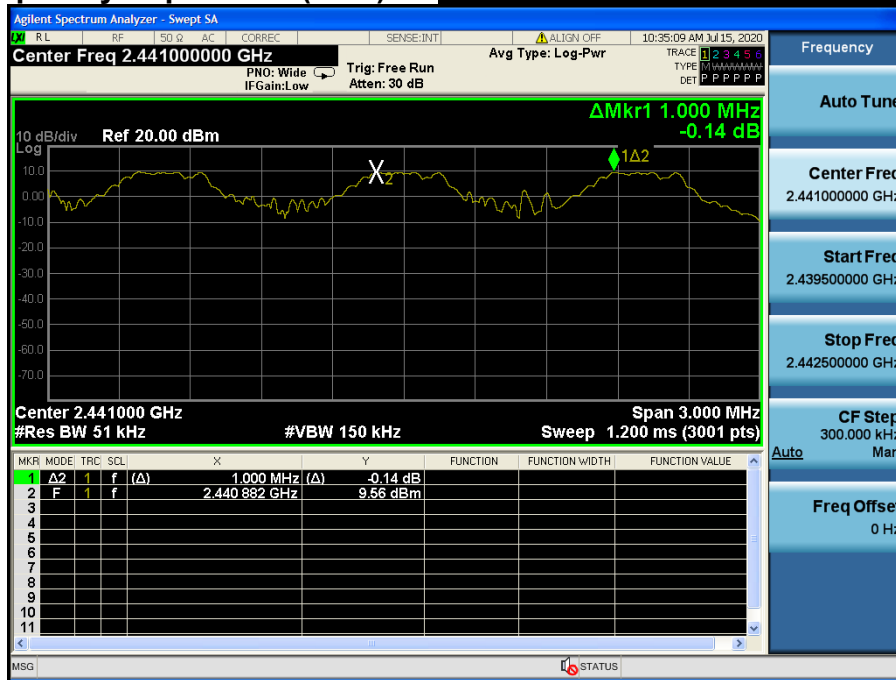 Agilent Spectrum Analyzer - Swept SA
LXI RL RF 50 Ω AC CORREC SENSE:INT ALIGN OFF 10:35:09 AM Jul 15, 2020
Center Freq 2.441000000 GHz
PNO: Wide
IFGain:Low
Trig: Free Run
Atten: 30 dB
Avg Type: Log-Pwr
TRACE 1 2 3 4 5 6
TYPE M
DET P P P P P P
ΔMkr1 1.000 MHz
-0.14 dB
10 dB/div Ref 20.00 dBm
Log
1Δ2
X2
10.0
0.00
-10.0
-20.0
-30.0
-40.0
-50.0
-60.0
-70.0
Center 2.441000 GHz Span 3.000 MHz
#Res BW 51 kHz #VBW 150 kHz Sweep 1.200 ms (3001 pts)
MKR MODE TRC SCL X Y FUNCTION FUNCTION WIDTH FUNCTION VALUE
1 Δ2 1 f (Δ) 1.000 MHz (Δ) -0.14 dB
2 F 1 f 2.440 882 GHz 9.56 dBm
3
4
5
6
7
8
9
10
11
MSG STATUS
Frequency
Auto Tune
Center Freq
2.441000000 GHz
Start Freq
2.439500000 GHz
Stop Freq
2.442500000 GHz
CF Step
300.000 kHz
Auto Man
Freq Offset
0 Hz